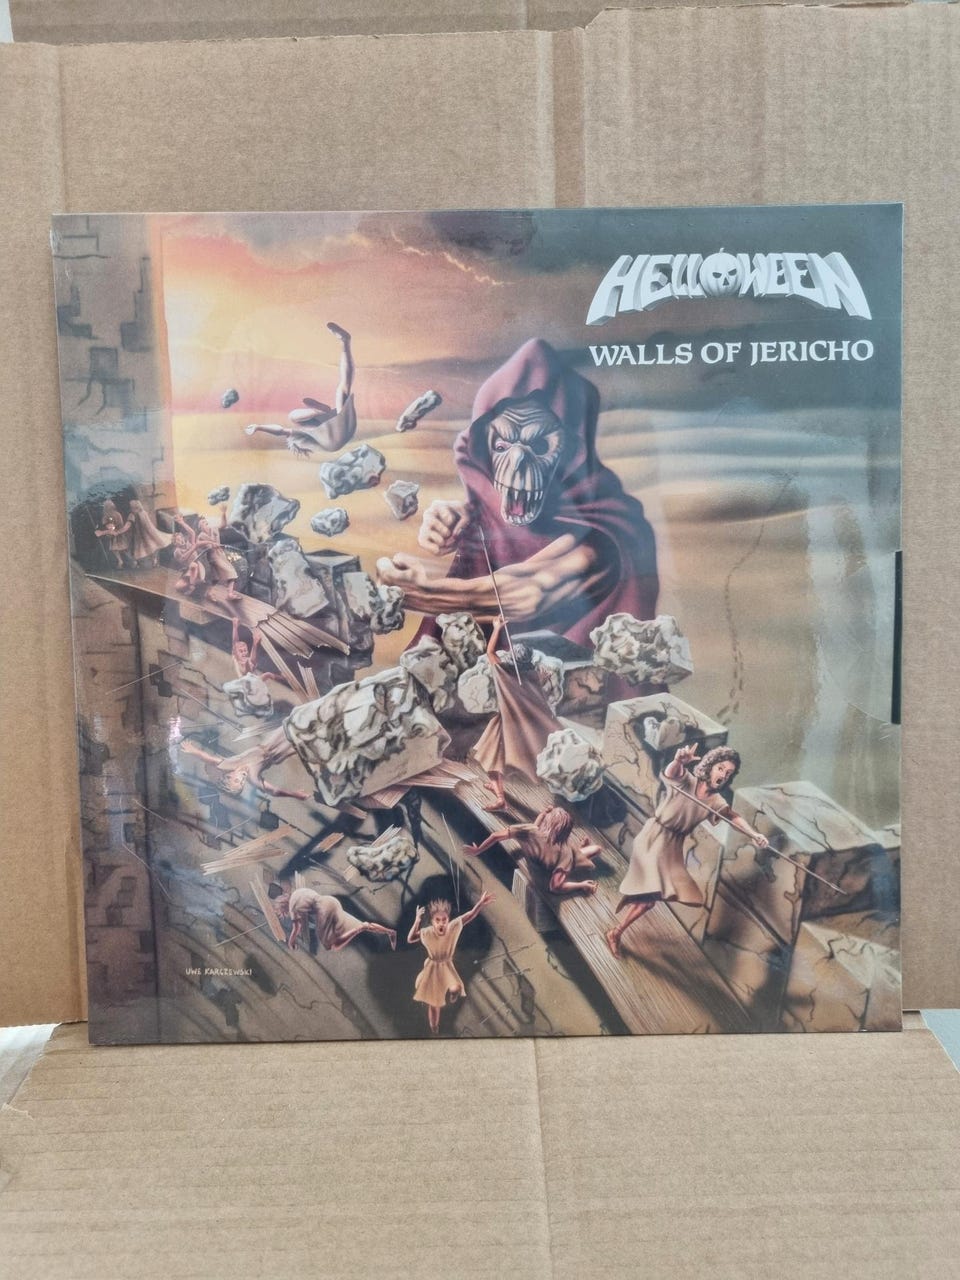 HELLOWEEN
WALLS OF JERICHO
UWE KARCZEWSKI